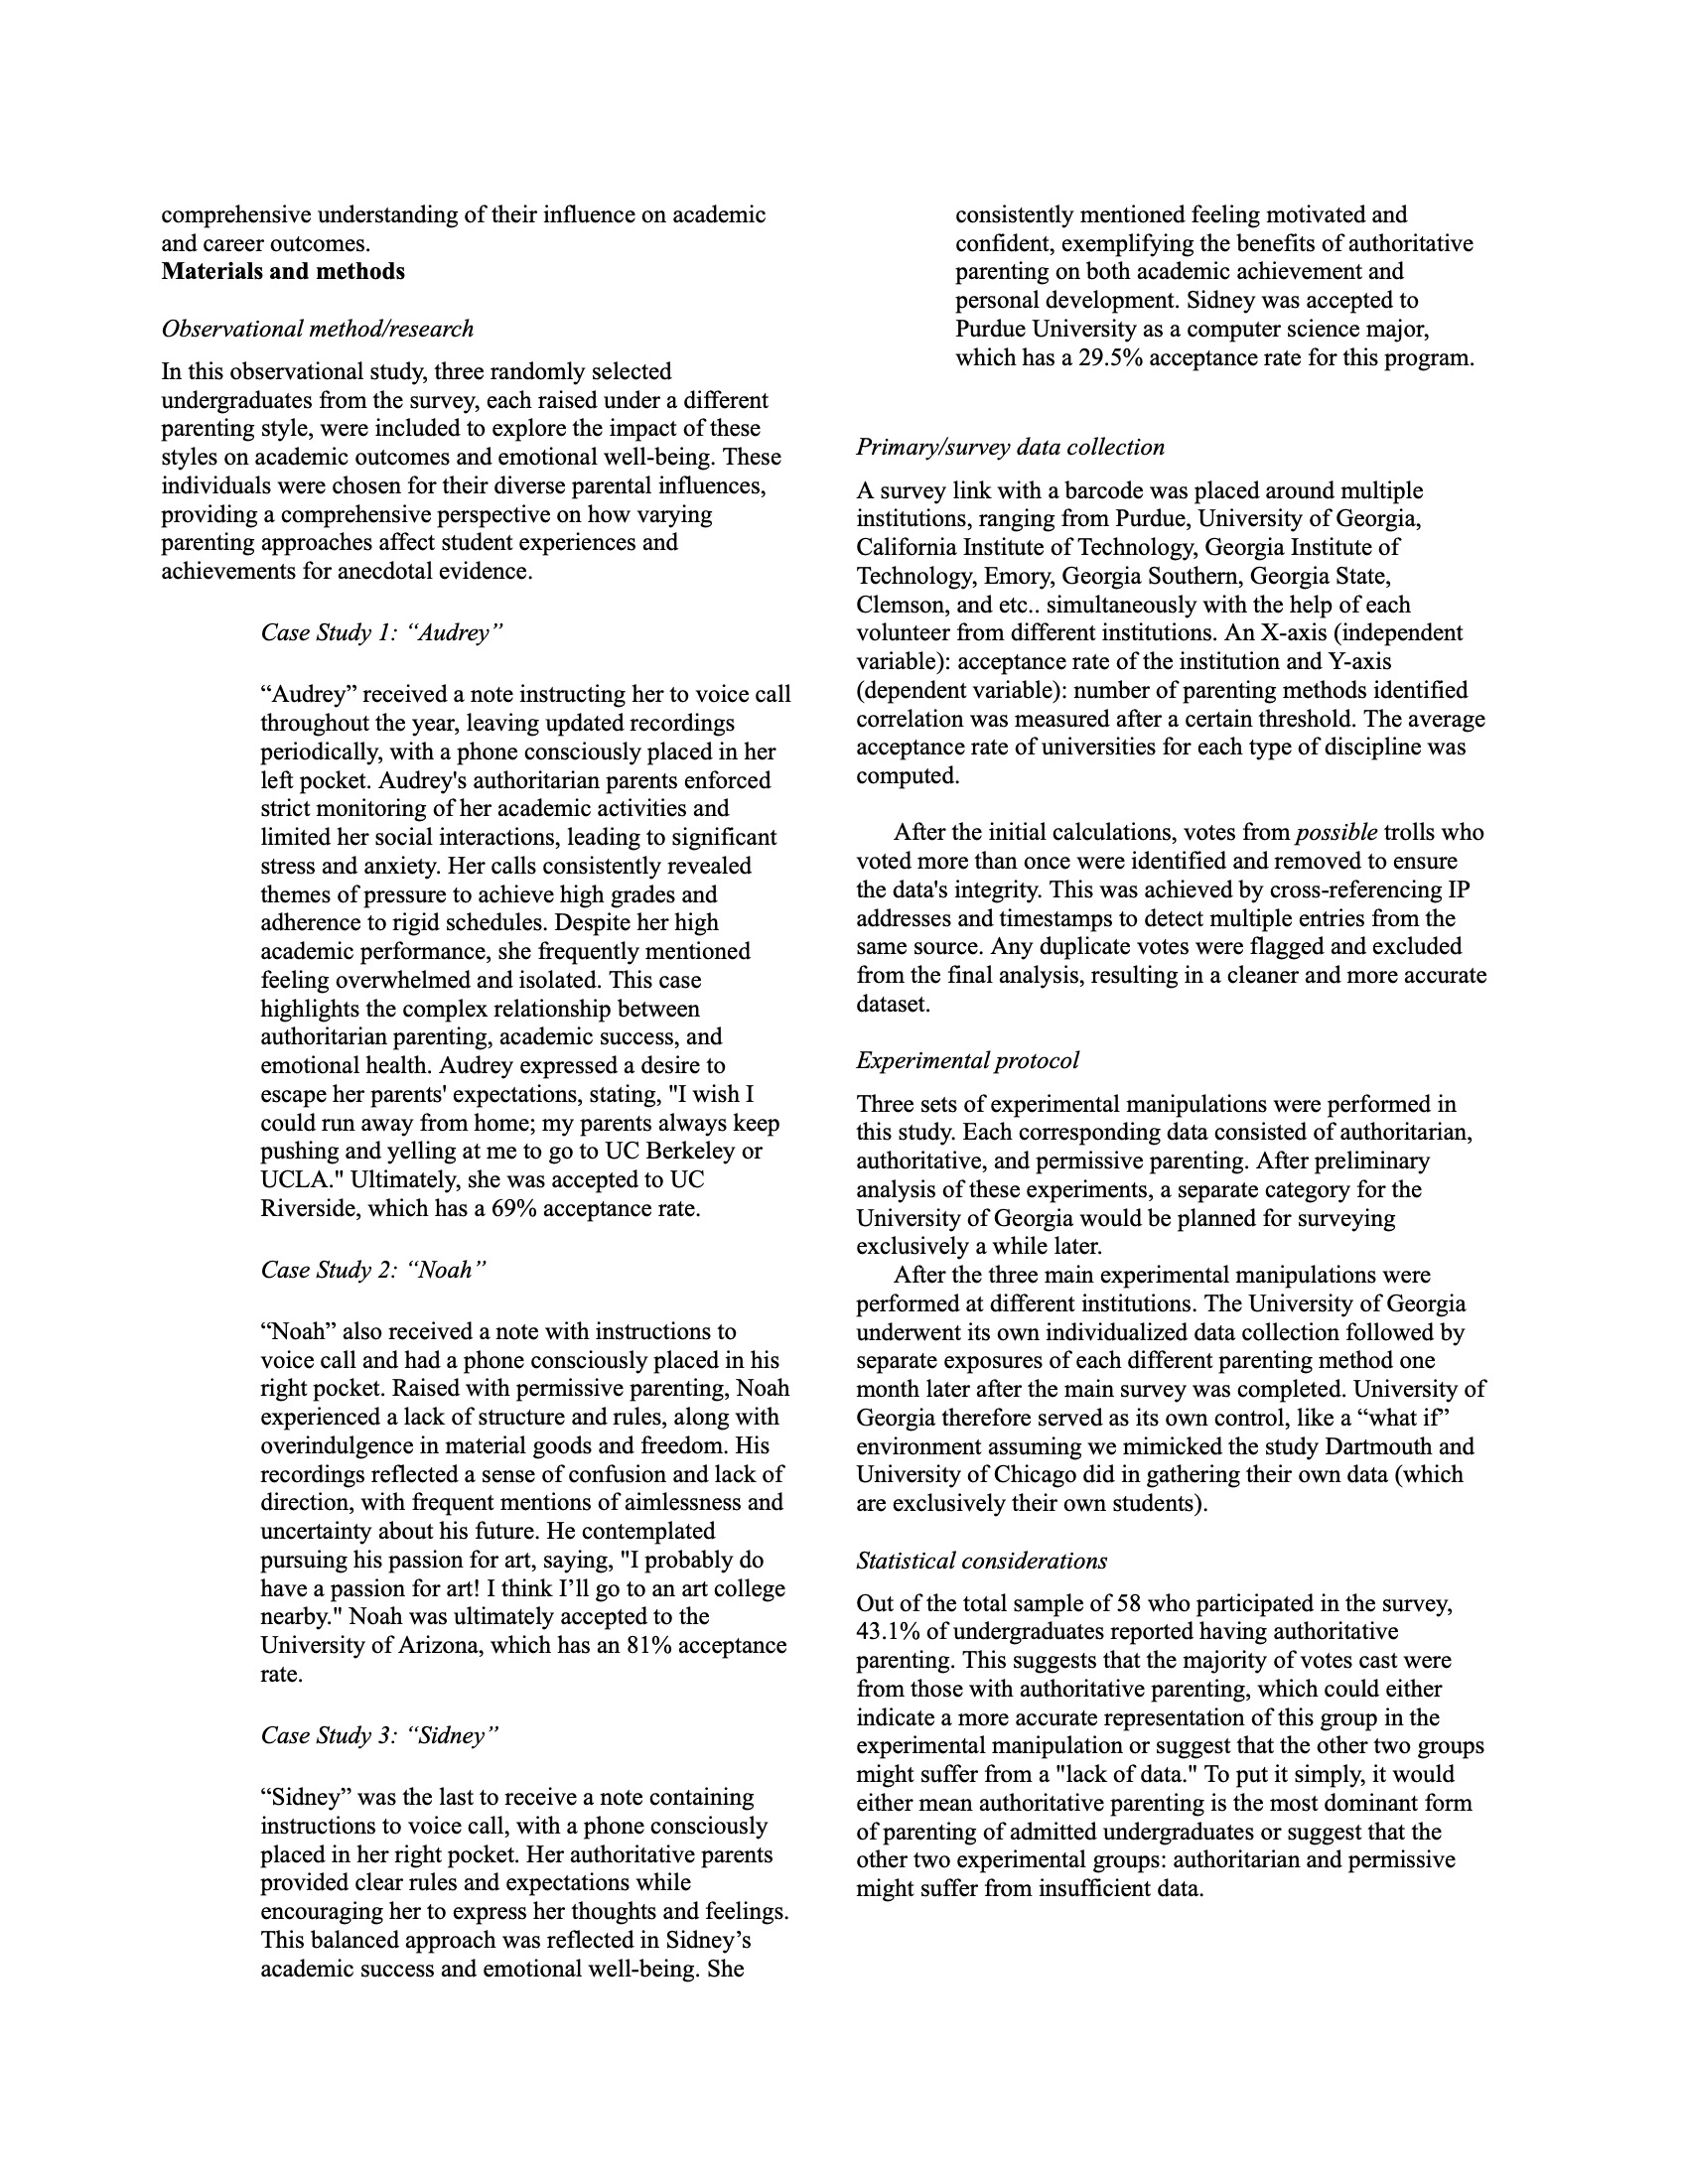 comprehensive understanding of their influence on academic
and career outcomes.
Materials and methods
Observational method/research
In this observational study, three randomly selected
undergraduates from the survey, each raised under a different
parenting style, were included to explore the impact of these
styles on academic outcomes and emotional well-being. These
individuals were chosen for their diverse parental influences,
providing a comprehensive perspective on how varying
parenting approaches affect student experiences and
achievements for anecdotal evidence.
Case Study 1: “Audrey”
“Audrey” received a note instructing her to voice call
throughout the year, leaving updated recordings
periodically, with a phone consciously placed in her
left pocket. Audrey's authoritarian parents enforced
strict monitoring of her academic activities and
limited her social interactions, leading to significant
stress and anxiety. Her calls consistently revealed
themes of pressure to achieve high grades and
adherence to rigid schedules. Despite her high
academic performance, she frequently mentioned
feeling overwhelmed and isolated. This case
highlights the complex relationship between
authoritarian parenting, academic success, and
emotional health. Audrey expressed a desire to
escape her parents' expectations, stating, "I wish I
could run away from home; my parents always keep
pushing and yelling at me to go to UC Berkeley or
UCLA." Ultimately, she was accepted to UC
Riverside, which has a 69% acceptance rate.
Case Study 2: “Noah”
“Noah” also received a note with instructions to
voice call and had a phone consciously placed in his
right pocket. Raised with permissive parenting, Noah
experienced a lack of structure and rules, along with
overindulgence in material goods and freedom. His
recordings reflected a sense of confusion and lack of
direction, with frequent mentions of aimlessness and
uncertainty about his future. He contemplated
pursuing his passion for art, saying, "I probably do
have a passion for art! I think I’ll go to an art college
nearby." Noah was ultimately accepted to the
University of Arizona, which has an 81% acceptance
rate.
Case Study 3: “Sidney”
“Sidney” was the last to receive a note containing
instructions to voice call, with a phone consciously
placed in her right pocket. Her authoritative parents
provided clear rules and expectations while
encouraging her to express her thoughts and feelings.
This balanced approach was reflected in Sidney’s
academic success and emotional well-being. She
consistently mentioned feeling motivated and
confident, exemplifying the benefits of authoritative
parenting on both academic achievement and
personal development. Sidney was accepted to
Purdue University as a computer science major,
which has a 29.5% acceptance rate for this program.
Primary/survey data collection
A survey link with a barcode was placed around multiple
institutions, ranging from Purdue, University of Georgia,
California Institute of Technology, Georgia Institute of
Technology, Emory, Georgia Southern, Georgia State,
Clemson, and etc.. simultaneously with the help of each
volunteer from different institutions. An X-axis (independent
variable): acceptance rate of the institution and Y-axis
(dependent variable): number of parenting methods identified
correlation was measured after a certain threshold. The average
acceptance rate of universities for each type of discipline was
computed.
After the initial calculations, votes from possible trolls who
voted more than once were identified and removed to ensure
the data's integrity. This was achieved by cross-referencing IP
addresses and timestamps to detect multiple entries from the
same source. Any duplicate votes were flagged and excluded
from the final analysis, resulting in a cleaner and more accurate
dataset.
Experimental protocol
Three sets of experimental manipulations were performed in
this study. Each corresponding data consisted of authoritarian,
authoritative, and permissive parenting. After preliminary
analysis of these experiments, a separate category for the
University of Georgia would be planned for surveying
exclusively a while later.
After the three main experimental manipulations were
performed at different institutions. The University of Georgia
underwent its own individualized data collection followed by
separate exposures of each different parenting method one
month later after the main survey was completed. University of
Georgia therefore served as its own control, like a “what if”
environment assuming we mimicked the study Dartmouth and
University of Chicago did in gathering their own data (which
are exclusively their own students).
Statistical considerations
Out of the total sample of 58 who participated in the survey,
43.1% of undergraduates reported having authoritative
parenting. This suggests that the majority of votes cast were
from those with authoritative parenting, which could either
indicate a more accurate representation of this group in the
experimental manipulation or suggest that the other two groups
might suffer from a "lack of data." To put it simply, it would
either mean authoritative parenting is the most dominant form
of parenting of admitted undergraduates or suggest that the
other two experimental groups: authoritarian and permissive
might suffer from insufficient data.